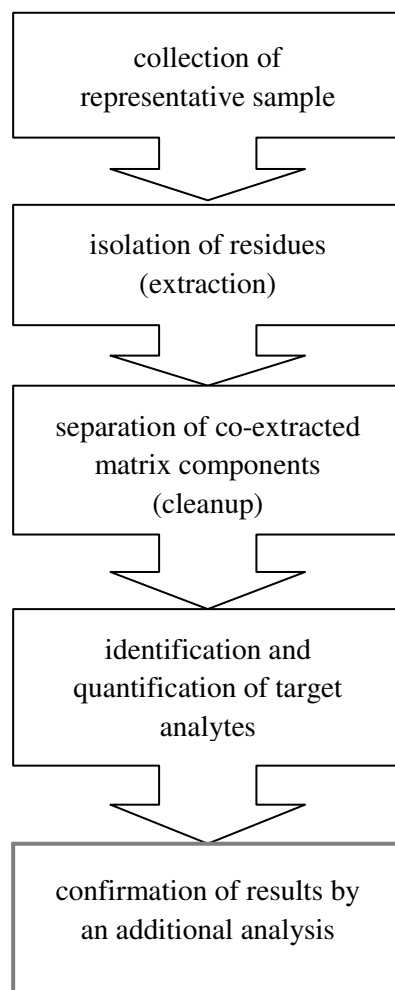 collection of
representative sample
isolation of residues
(extraction)
separation of co-extracted
matrix components
(cleanup)
identification and
quantification of target
analytes
confirmation of results by
an additional analysis